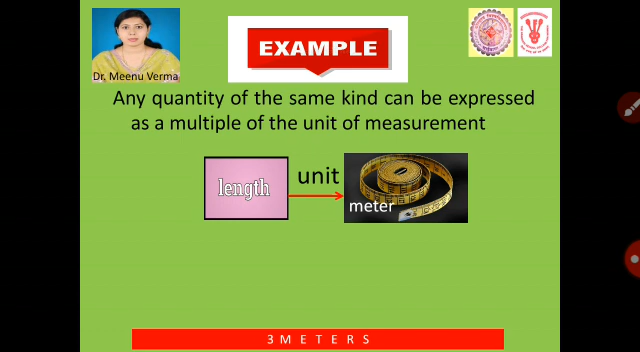 EXAMPLE
Dr. Meenu Verma
Any quantity of the same kind can be expressed
as a multiple of the unit of measurement
length
unit
meter
3 METERS